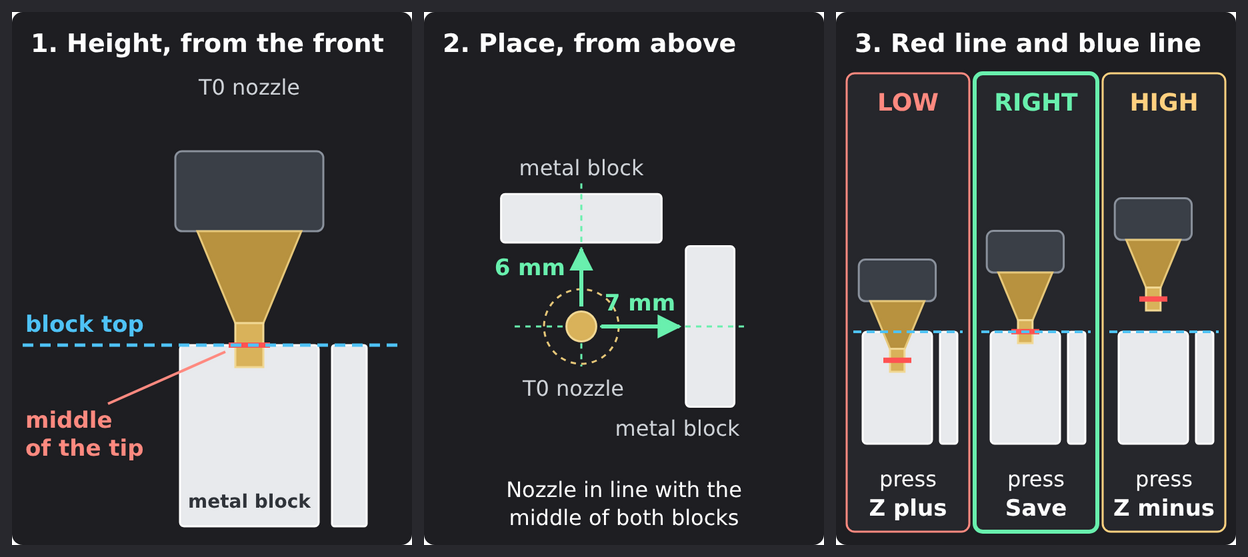 1. Height, from the front
T0 nozzle
block top
middle
of the tip
metal block
2. Place, from above
metal block
6 mm
7 mm
T0 nozzle
metal block
Nozzle in line with the
middle of both blocks
3. Red line and blue line
LOW
press
Z plus
RIGHT
press
Save
HIGH
press
Z minus